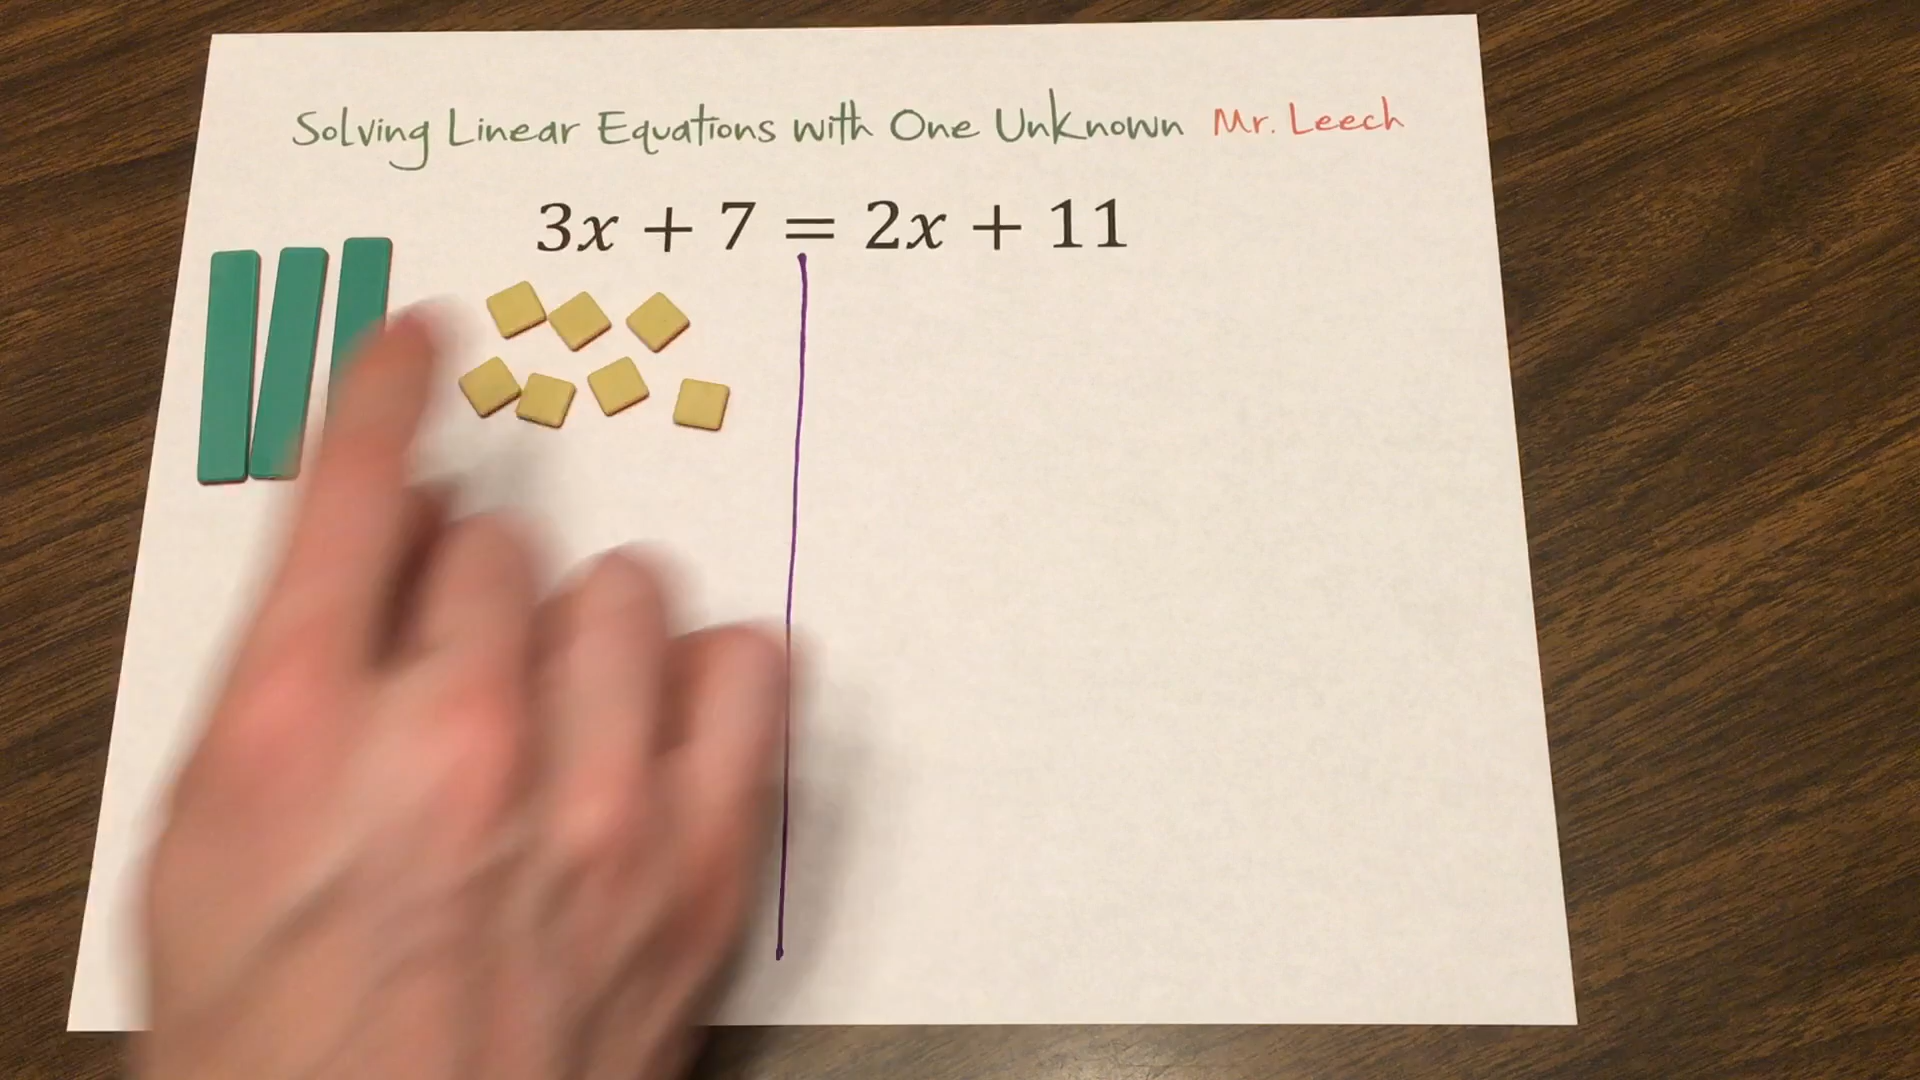 Solving Linear Equations with One Unknown Mr. Leech
3x + 7 = 2x + 11